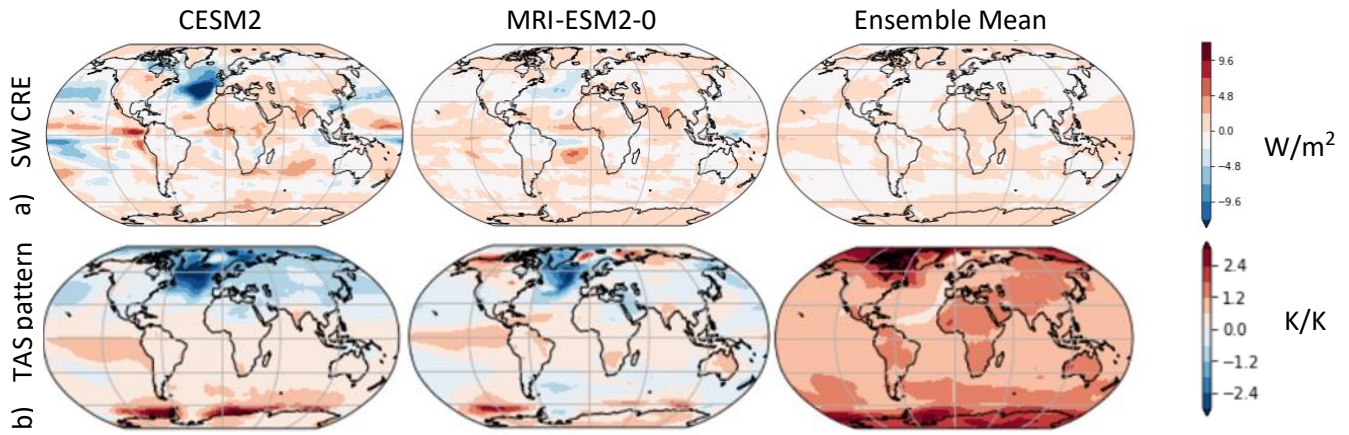 CESM2
MRI-ESM2-0
Ensemble Mean
a) SW CRE
9.6
4.8
0.0
−4.8
−9.6
W/m²
b) TAS pattern
2.4
1.2
0.0
−1.2
−2.4
K/K